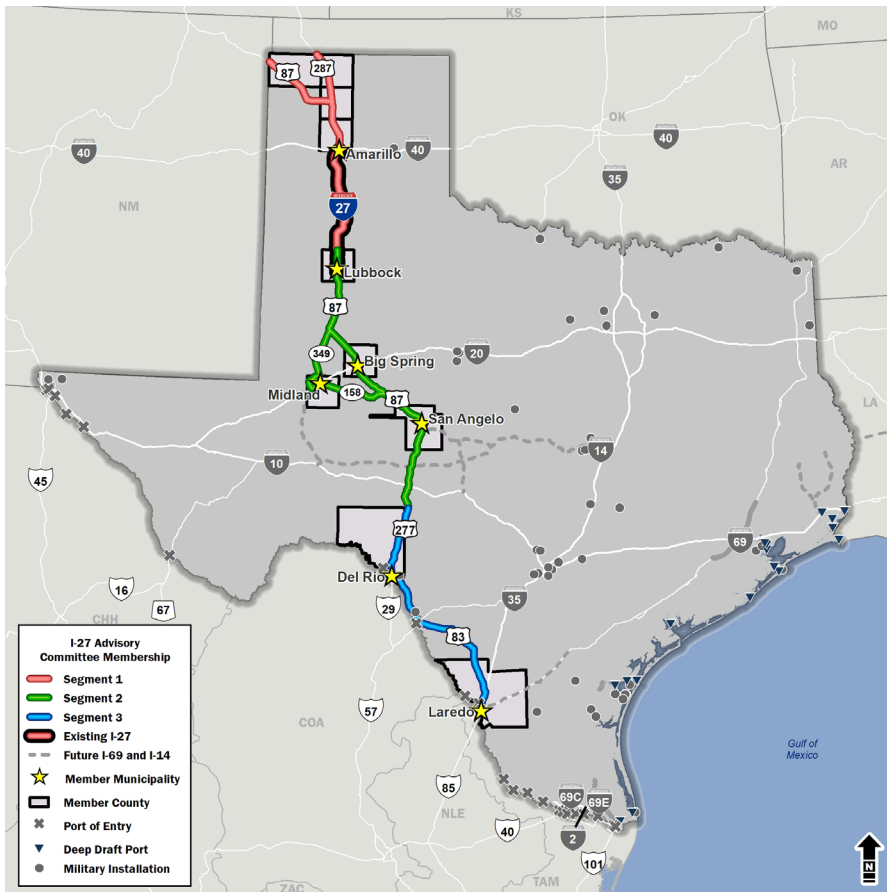 KS
MO
87
287
OK
40
Amarillo
40
40
35
AR
NM
INTERSTATE
27
Lubbock
87
349
Big Spring
20
Midland
158
87
San Angelo
LA
14
10
45
277
69
Del Rio
16
CHH
67
29
35
83
I-27 Advisory
Committee Membership
Segment 1
Segment 2
Segment 3
Existing I-27
Future I-69 and I-14
Member Municipality
Member County
Port of Entry
Deep Draft Port
Military Installation
COA
57
Laredo
Gulf of
Mexico
85
NLE
69C
69E
40
2
101
ZAC
TAM
N